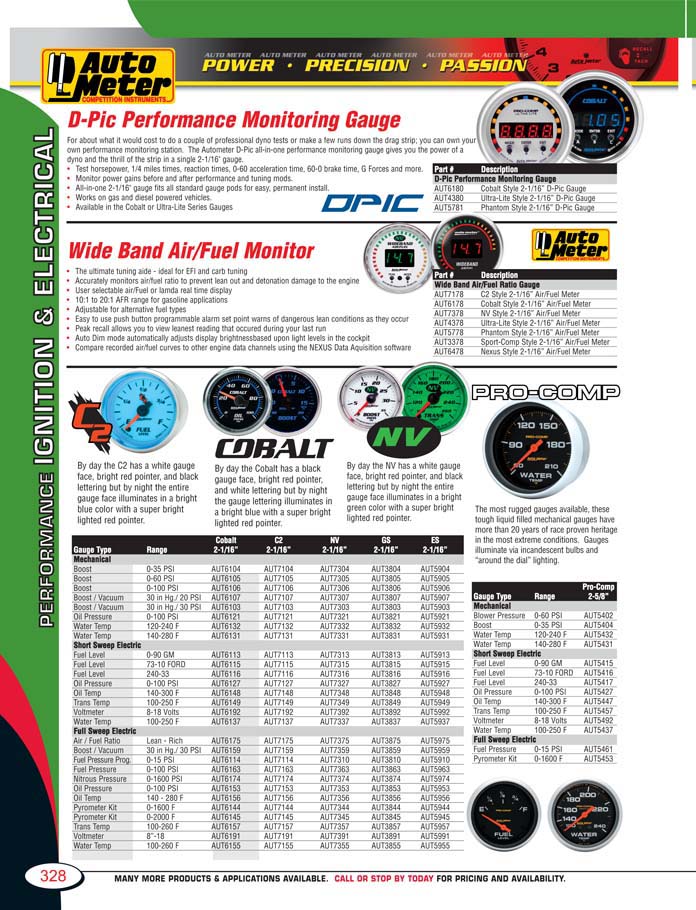 Auto
Meter
COMPETITION INSTRUMENTS
AUTO METER AUTO METER AUTO METER AUTO METER AUTO METER AUTO METER
POWER • PRECISION • PASSION
PERFORMANCE IGNITION & ELECTRICAL
D-Pic Performance Monitoring Gauge
For about what it would cost to do a couple of professional dyno tests or make a few runs down the drag strip; you can own your
own performance monitoring station. The Autometer D-Pic all-in-one performance monitoring gauge gives you the power of a
dyno and the thrill of the strip in a single 2-1/16" gauge.
• Test horsepower, 1/4 miles times, reaction times, 0-60 acceleration time, 60-0 brake time, G Forces and more.
• Monitor power gains before and after performance and tuning mods.
• All-in-one 2-1/16" gauge fits all standard gauge pods for easy, permanent install.
• Works on gas and diesel powered vehicles.
• Available in the Cobalt or Ultra-Lite Series Gauges
DPIC
Part # Description
D-Pic Performance Monitoring Gauge
AUT6180 Cobalt Style 2-1/16" D-Pic Gauge
AUT4380 Ultra-Lite Style 2-1/16" D-Pic Gauge
AUT5781 Phantom Style 2-1/16" D-Pic Gauge
Wide Band Air/Fuel Monitor
• The ultimate tuning aide - ideal for EFI and carb tuning
• Accurately monitors air/fuel ratio to prevent lean out and detonation damage to the engine
• User selectable air/Fuel or lamda real time display
• 10:1 to 20:1 AFR range for gasoline applications
• Adjustable for alternative fuel types
• Easy to use push button programmable alarm set point warns of dangerous lean conditions as they occur
• Peak recall allows you to view leanest reading that occured during your last run
• Auto Dim mode automatically adjusts display brightnessbased upon light levels in the cockpit
• Compare recorded air/fuel curves to other engine data channels using the NEXUS Data Aquisition software
Auto
Meter
COMPETITION INSTRUMENTS
Part # Description
Wide Band Air/Fuel Ratio Gauge
AUT7178 C2 Style 2-1/16" Air/Fuel Meter
AUT6178 Cobalt Style 2-1/16" Air/Fuel Meter
AUT7378 NV Style 2-1/16" Air/Fuel Meter
AUT4378 Ultra-Lite Style 2-1/16" Air/Fuel Meter
AUT5778 Phantom Style 2-1/16" Air/Fuel Meter
AUT3378 Sport-Comp Style 2-1/16" Air/Fuel Meter
AUT6478 Nexus Style 2-1/16" Air/Fuel Meter
C2
By day the C2 has a white gauge
face, bright red pointer, and black
lettering but by night the entire
gauge face illuminates in a bright
blue color with a super bright
lighted red pointer.
COBALT
By day the Cobalt has a black
gauge face, bright red pointer,
and white lettering but by night
the gauge lettering illuminates in
a bright blue with a super bright
lighted red pointer.
NV
By day the NV has a white gauge
face, bright red pointer, and black
lettering but by night the entire
gauge face illuminates in a bright
green color with a super bright
lighted red pointer.
PRO-COMP
The most rugged gauges available, these
tough liquid filled mechanical gauges have
more than 20 years of race proven heritage
in the most extreme conditions. Gauges
illuminate via incandescent bulbs and
"around the dial" lighting.
Cobalt C2 NV GS ES
Gauge Type Range 2-1/16" 2-1/16" 2-1/16" 2-1/16" 2-1/16"
Mechanical
Boost 0-35 PSI AUT6104 AUT7104 AUT7304 AUT3804 AUT5904
Boost 0-60 PSI AUT6105 AUT7105 AUT7305 AUT3805 AUT5905
Boost 0-100 PSI AUT6106 AUT7106 AUT7306 AUT3806 AUT5906
Boost / Vacuum 30 in Hg./ 20 PSI AUT6107 AUT7107 AUT7307 AUT3807 AUT5907
Boost / Vacuum 30 in Hg./ 30 PSI AUT6103 AUT7103 AUT7303 AUT3803 AUT5903
Oil Pressure 0-100 PSI AUT6121 AUT7121 AUT7321 AUT3821 AUT5921
Water Temp 120-240 F AUT6132 AUT7132 AUT7332 AUT3832 AUT5932
Water Temp 140-280 F AUT6131 AUT7131 AUT7331 AUT3831 AUT5931
Short Sweep Electric
Fuel Level 0-90 GM AUT6113 AUT7113 AUT7313 AUT3813 AUT5913
Fuel Level 73-10 FORD AUT6115 AUT7115 AUT7315 AUT3815 AUT5915
Fuel Level 240-33 AUT6116 AUT7116 AUT7316 AUT3816 AUT5916
Oil Pressure 0-100 PSI AUT6127 AUT7127 AUT7327 AUT3827 AUT5927
Oil Temp 140-300 F AUT6148 AUT7148 AUT7348 AUT3848 AUT5948
Trans Temp 100-250 F AUT6149 AUT7149 AUT7349 AUT3849 AUT5949
Voltmeter 8-18 Volts AUT6192 AUT7192 AUT7392 AUT3892 AUT5992
Water Temp 100-250 F AUT6137 AUT7137 AUT7337 AUT3837 AUT5937
Full Sweep Electric
Air / Fuel Ratio Lean - Rich AUT6175 AUT7175 AUT7375 AUT3875 AUT5975
Boost / Vacuum 30 in Hg./ 30 PSI AUT6159 AUT7159 AUT7359 AUT3859 AUT5959
Fuel Pressure Prog. 0-15 PSI AUT6114 AUT7114 AUT7310 AUT3810 AUT5910
Fuel Pressure 0-100 PSI AUT6163 AUT7163 AUT7363 AUT3863 AUT5963
Nitrous Pressure 0-1600 PSI AUT6174 AUT7174 AUT7374 AUT3874 AUT5974
Oil Pressure 0-100 PSI AUT6153 AUT7153 AUT7353 AUT3853 AUT5953
Oil Temp 140 - 280 F AUT6156 AUT7156 AUT7356 AUT3856 AUT5956
Pyrometer Kit 0-1600 F AUT6144 AUT7144 AUT7344 AUT3844 AUT5944
Pyrometer Kit 0-2000 F AUT6145 AUT7145 AUT7345 AUT3845 AUT5945
Trans Temp 100-260 F AUT6157 AUT7157 AUT7357 AUT3857 AUT5957
Voltmeter 8"-18 AUT6191 AUT7191 AUT7391 AUT3891 AUT5991
Water Temp 100-260 F AUT6155 AUT7155 AUT7355 AUT3855 AUT5955
Pro-Comp
Gauge Type Range 2-5/8"
Mechanical
Blower Pressure 0-60 PSI AUT5402
Boost 0-35 PSI AUT5404
Water Temp 120-240 F AUT5432
Water Temp 140-280 F AUT5431
Short Sweep Electric
Fuel Level 0-90 GM AUT5415
Fuel Level 73-10 FORD AUT5416
Fuel Level 240-33 AUT5417
Oil Pressure 0-100 PSI AUT5427
Oil Temp 140-300 F AUT5447
Trans Temp 100-250 F AUT5457
Voltmeter 8-18 Volts AUT5492
Water Temp 100-250 F AUT5437
Full Sweep Electric
Fuel Pressure 0-15 PSI AUT5461
Pyrometer Kit 0-1600 F AUT5453
328
MANY MORE PRODUCTS & APPLICATIONS AVAILABLE. CALL OR STOP BY TODAY FOR PRICING AND AVAILABILITY.